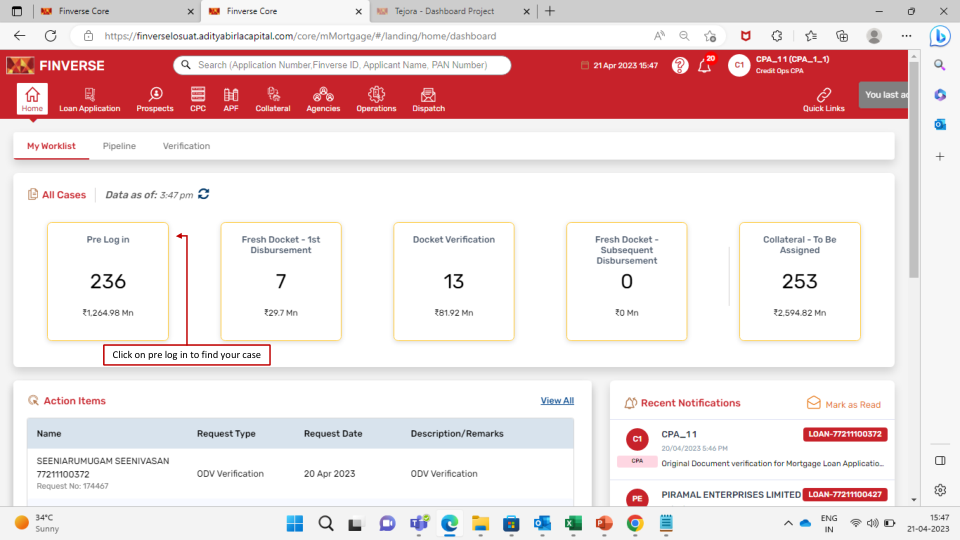 Finverse Core
Finverse Core
Tejora - Dashboard Project
https://finverselosuat.adityabirlacapital.com/core/mMortgage/#/landing/home/dashboard
FINVERSE
Search (Application Number,Finverse ID, Applicant Name, PAN Number)
21 Apr 2023 15:47
20
C1
CPA_1 1 (CPA_1_1)
Credit Ops CPA
Home
Loan Application
Prospects
CPC
APF
Collateral
Agencies
Operations
Dispatch
Quick Links
You last ac
My Worklist
Pipeline
Verification
All Cases
Data as of: 3:47 pm
Pre Log in
236
₹1,264.98 Mn
Fresh Docket - 1st
Disbursement
7
₹29.7 Mn
Docket Verification
13
₹81.92 Mn
Fresh Docket -
Subsequent
Disbursement
0
₹0 Mn
Collateral - To Be
Assigned
253
₹2,594.82 Mn
Click on pre log in to find your case
Action Items
View All
Name
Request Type
Request Date
Description/Remarks
SEENIARUMUGAM SEENIVASAN
77211100372
Request No: 174467
ODV Verification
20 Apr 2023
ODV Verification
Recent Notifications
Mark as Read
C1
CPA
CPA_1 1
LOAN-77211100372
20/04/2023 5:46 PM
Original Document verification for Mortgage Loan Applicatio...
PE
PIRAMAL ENTERPRISES LIMITED
LOAN-77211100427
34°C
Sunny
ENG
IN
15:47
21-04-2023